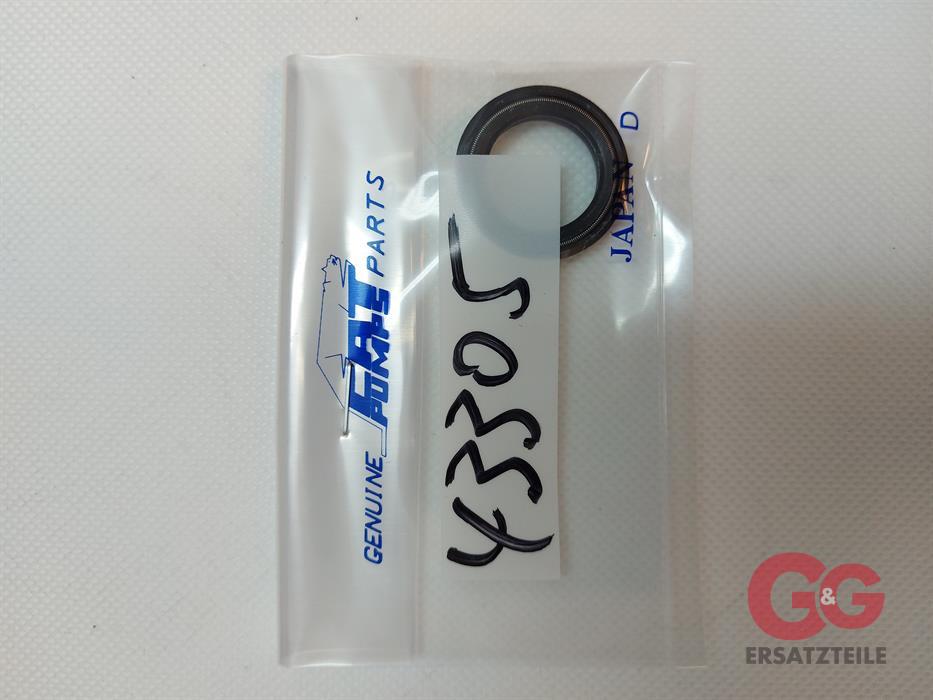 GENUINE CAT PUMPS PARTS
43305
JAPAN D
G&G
ERSATZTEILE